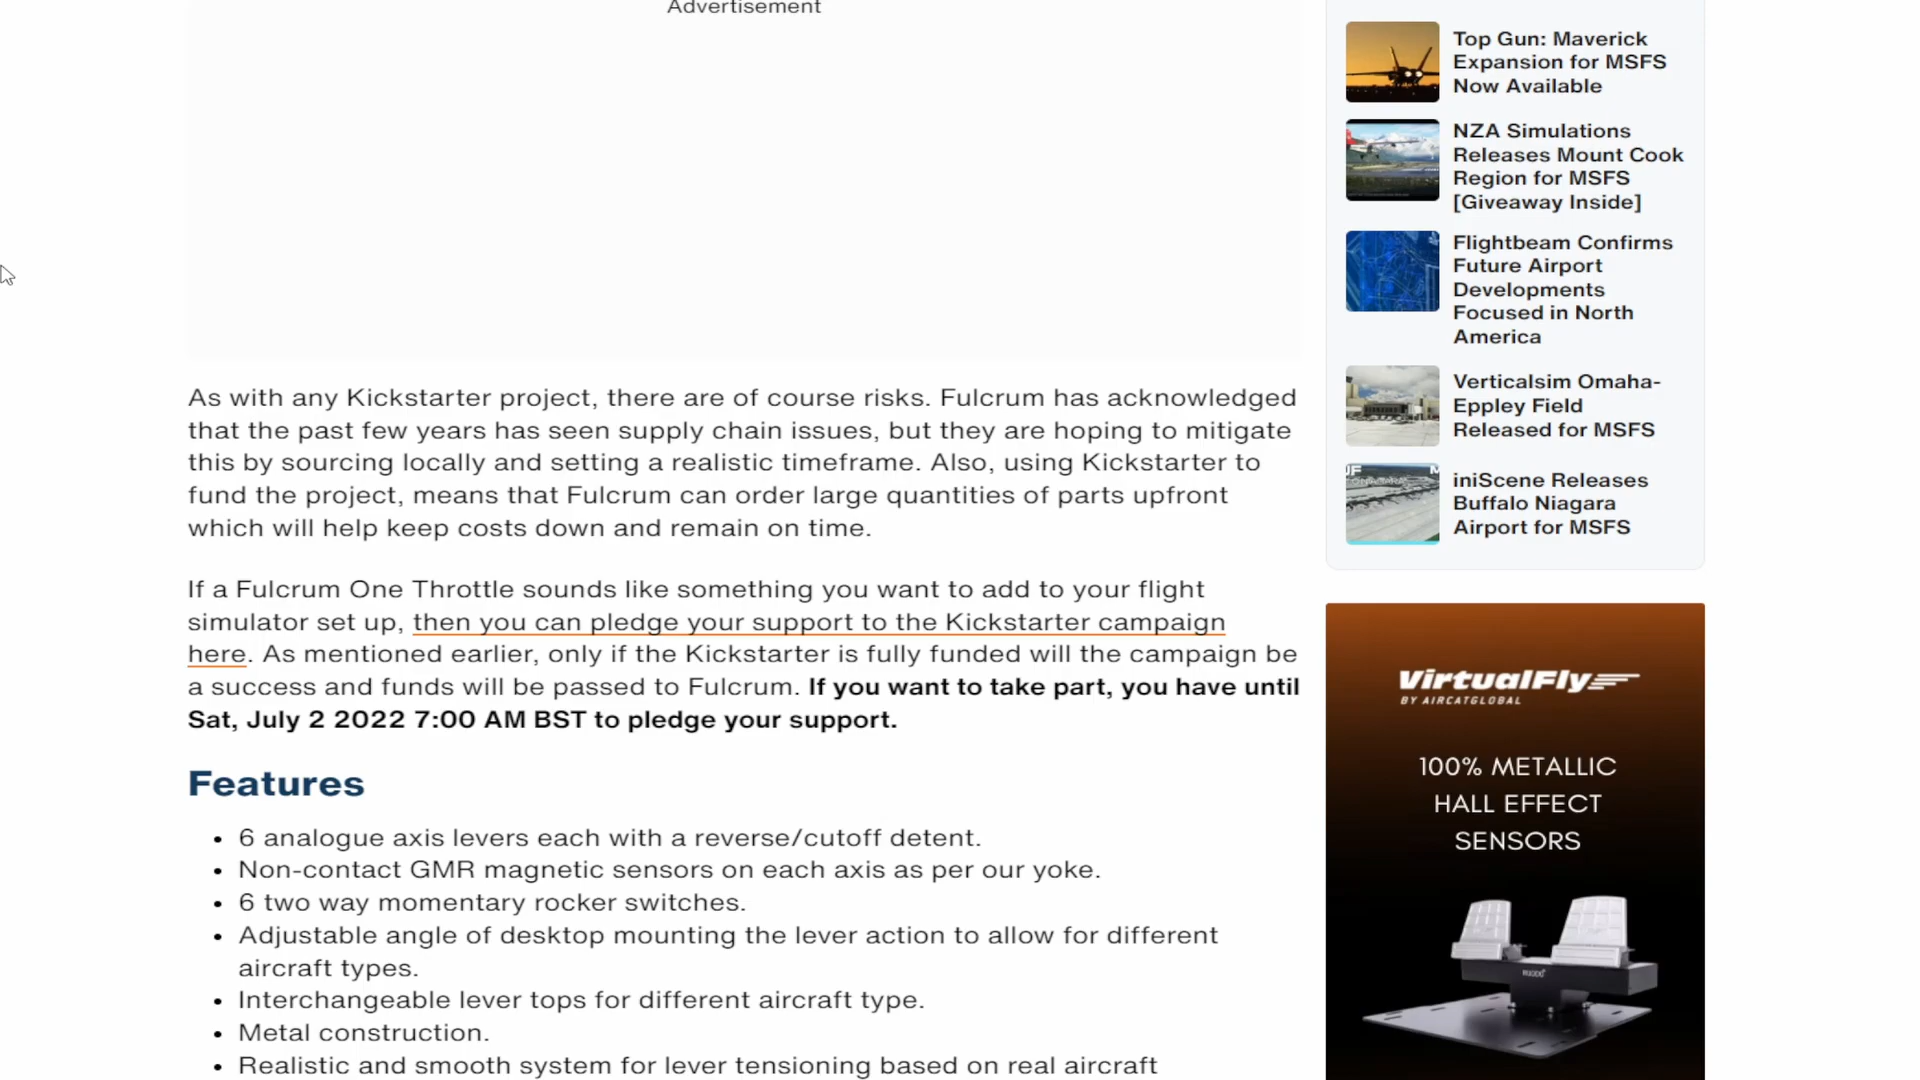 Advertisement
As with any Kickstarter project, there are of course risks. Fulcrum has acknowledged
that the past few years has seen supply chain issues, but they are hoping to mitigate
this by sourcing locally and setting a realistic timeframe. Also, using Kickstarter to
fund the project, means that Fulcrum can order large quantities of parts upfront
which will help keep costs down and remain on time.
If a Fulcrum One Throttle sounds like something you want to add to your flight
simulator set up, then you can pledge your support to the Kickstarter campaign
here. As mentioned earlier, only if the Kickstarter is fully funded will the campaign be
a success and funds will be passed to Fulcrum. If you want to take part, you have until
Sat, July 2 2022 7:00 AM BST to pledge your support.
Features
• 6 analogue axis levers each with a reverse/cutoff detent.
• Non-contact GMR magnetic sensors on each axis as per our yoke.
• 6 two way momentary rocker switches.
• Adjustable angle of desktop mounting the lever action to allow for different
aircraft types.
• Interchangeable lever tops for different aircraft type.
• Metal construction.
• Realistic and smooth system for lever tensioning based on real aircraft
Top Gun: Maverick
Expansion for MSFS
Now Available
NZA Simulations
Releases Mount Cook
Region for MSFS
[Giveaway Inside]
Flightbeam Confirms
Future Airport
Developments
Focused in North
America
Verticalsim Omaha-
Eppley Field
Released for MSFS
iniScene Releases
Buffalo Niagara
Airport for MSFS
VirtualFly
BY AIRCATGLOBAL
100% METALLIC
HALL EFFECT
SENSORS